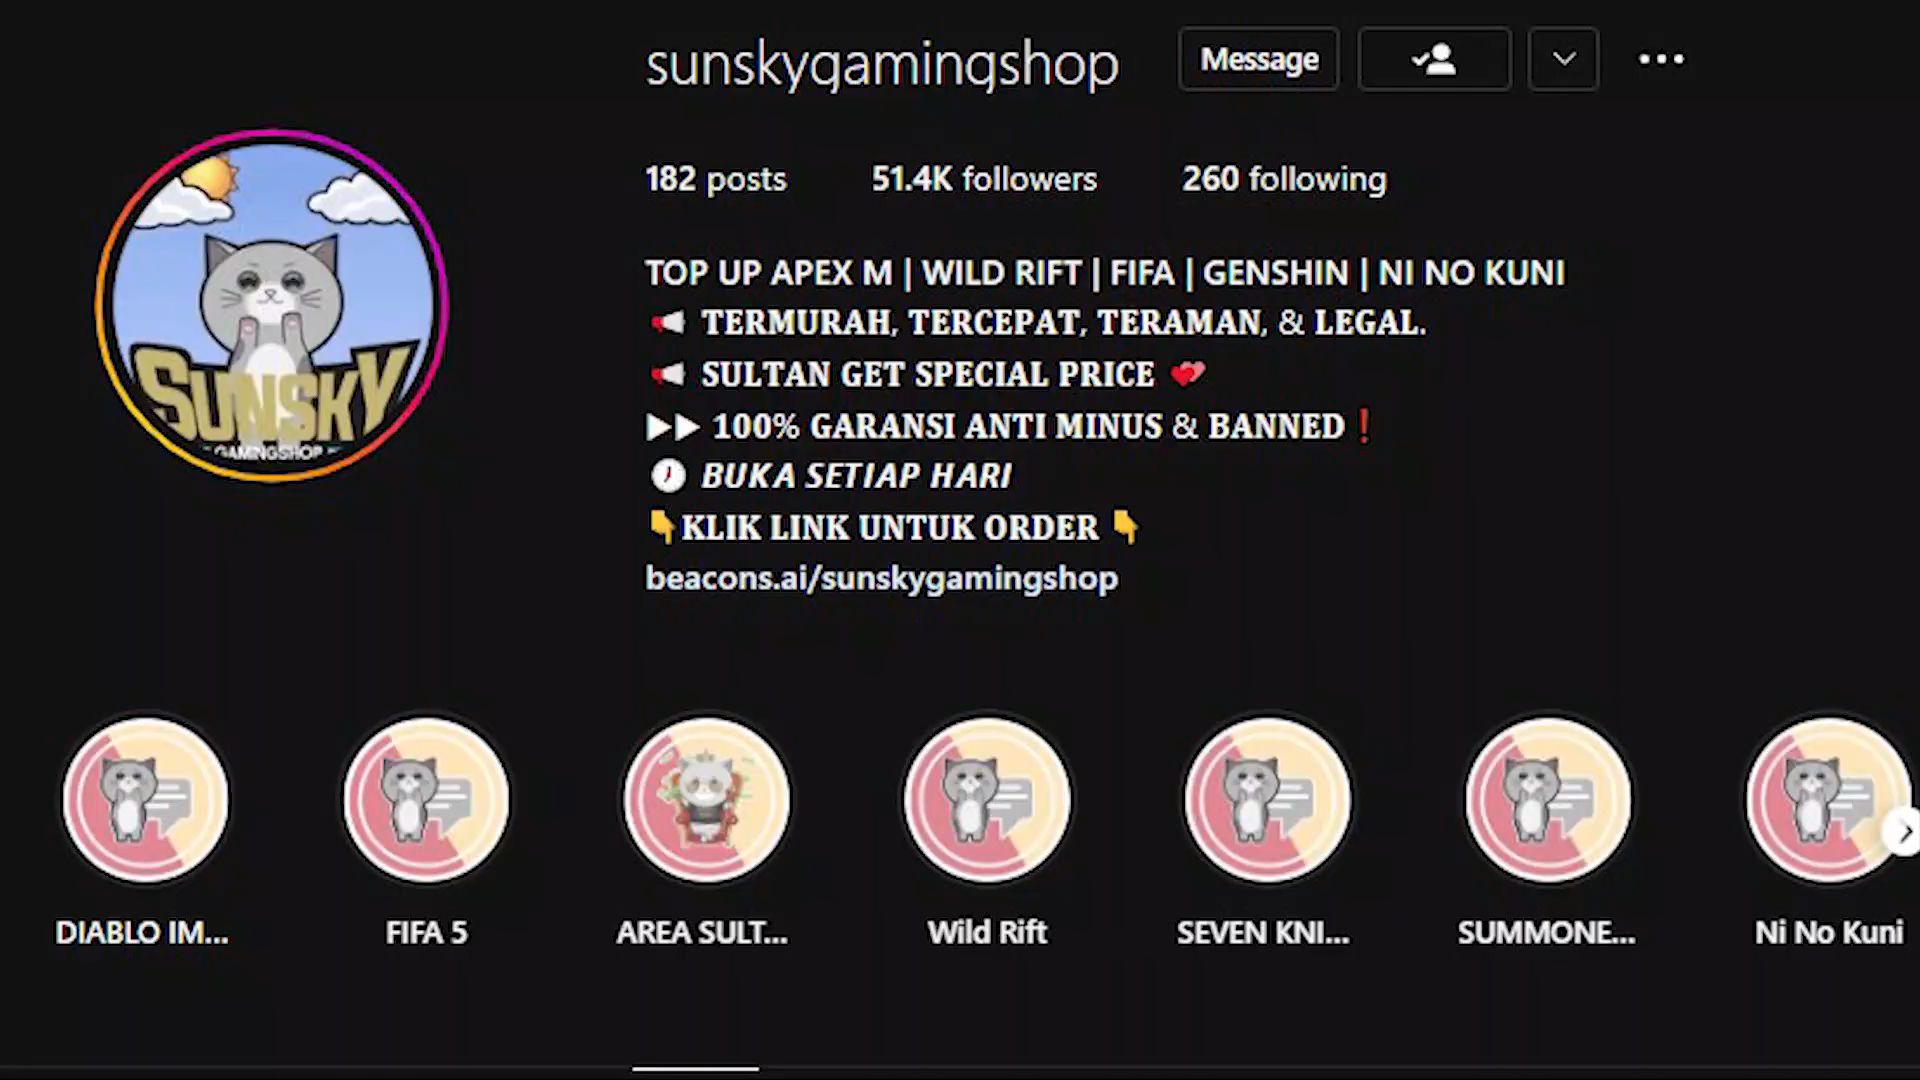 sunskygamingshop
Message
182 posts 51.4K followers 260 following
TOP UP APEX M | WILD RIFT | FIFA | GENSHIN | NI NO KUNI
TERMURAH, TERCEPAT, TERAMAN, & LEGAL.
SULTAN GET SPECIAL PRICE
100% GARANSI ANTI MINUS & BANNED❗
BUKA SETIAP HARI
KLIK LINK UNTUK ORDER
beacons.ai/sunskygamingshop
SUNSKY
GAMINGSHOP
DIABLO IM... FIFA 5 AREA SULT... Wild Rift SEVEN KNI... SUMMONE... Ni No Kuni